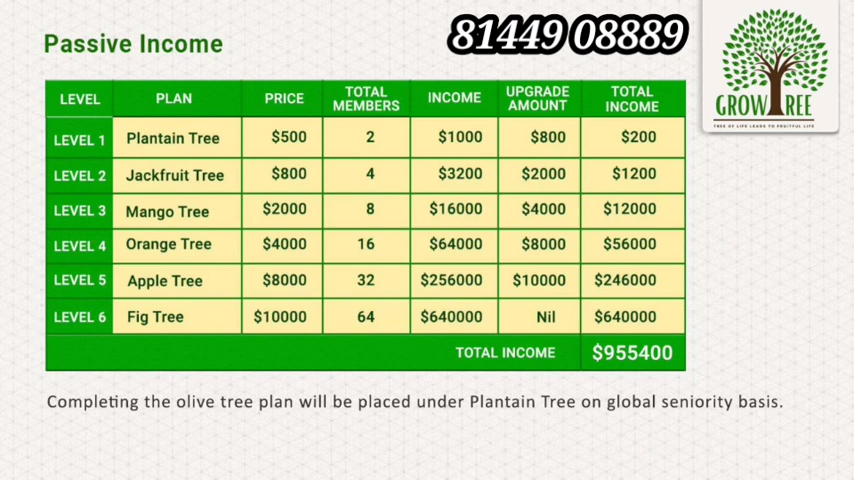 Passive Income
81449 08889
GROWTREE
TREE OF LIFE LEADS TO FRUITFUL LIFE
LEVEL PLAN PRICE TOTAL MEMBERS INCOME UPGRADE AMOUNT TOTAL INCOME
LEVEL 1 Plantain Tree $500 2 $1000 $800 $200
LEVEL 2 Jackfruit Tree $800 4 $3200 $2000 $1200
LEVEL 3 Mango Tree $2000 8 $16000 $4000 $12000
LEVEL 4 Orange Tree $4000 16 $64000 $8000 $56000
LEVEL 5 Apple Tree $8000 32 $256000 $10000 $246000
LEVEL 6 Fig Tree $10000 64 $640000 Nil $640000
TOTAL INCOME $955400
Completing the olive tree plan will be placed under Plantain Tree on global seniority basis.